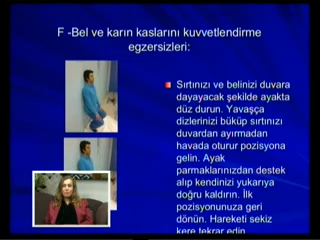 F -Bel ve karın kaslarını kuvvetlendirme
egzersizleri:
Sırtınızı ve belinizi duvara
dayayacak şekilde ayakta
düz durun. Yavaşça
dizlerinizi büküp sırtınızı
duvardan ayırmadan
havada oturur pozisyona
gelin. Ayak
parmaklarınızdan destek
alıp kendinizi yukarıya
doğru kaldırın. İlk
pozisyonunuza geri
dönün. Hareketi sekiz
kere tekrar edin